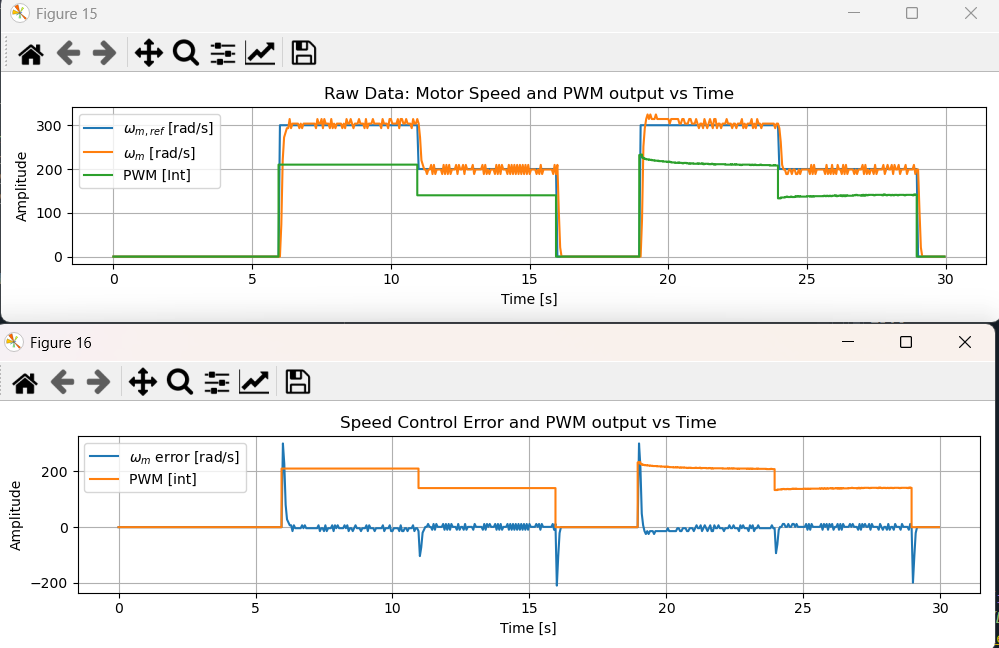 Figure 15
Raw Data: Motor Speed and PWM output vs Time
ωm,ref [rad/s]
ωm [rad/s]
PWM [Int]
Amplitude
300
200
100
0
0 5 10 15 20 25 30
Time [s]
Figure 16
Speed Control Error and PWM output vs Time
ωm error [rad/s]
PWM [int]
Amplitude
200
0
−200
0 5 10 15 20 25 30
Time [s]